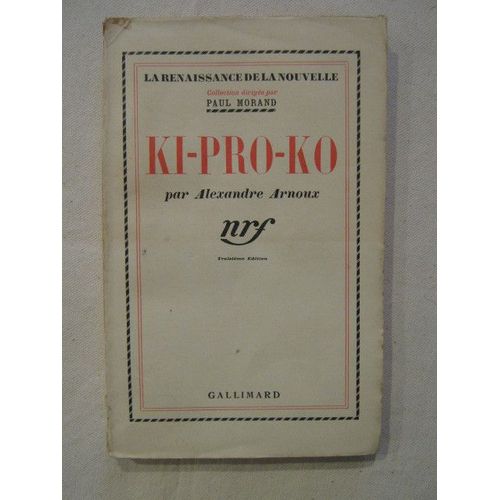 LA RENAISSANCE DE LA NOUVELLE
Collection dirigée par
PAUL MORAND
KI-PRO-KO
par Alexandre Arnoux
nrf
Troisième Édition
GALLIMARD